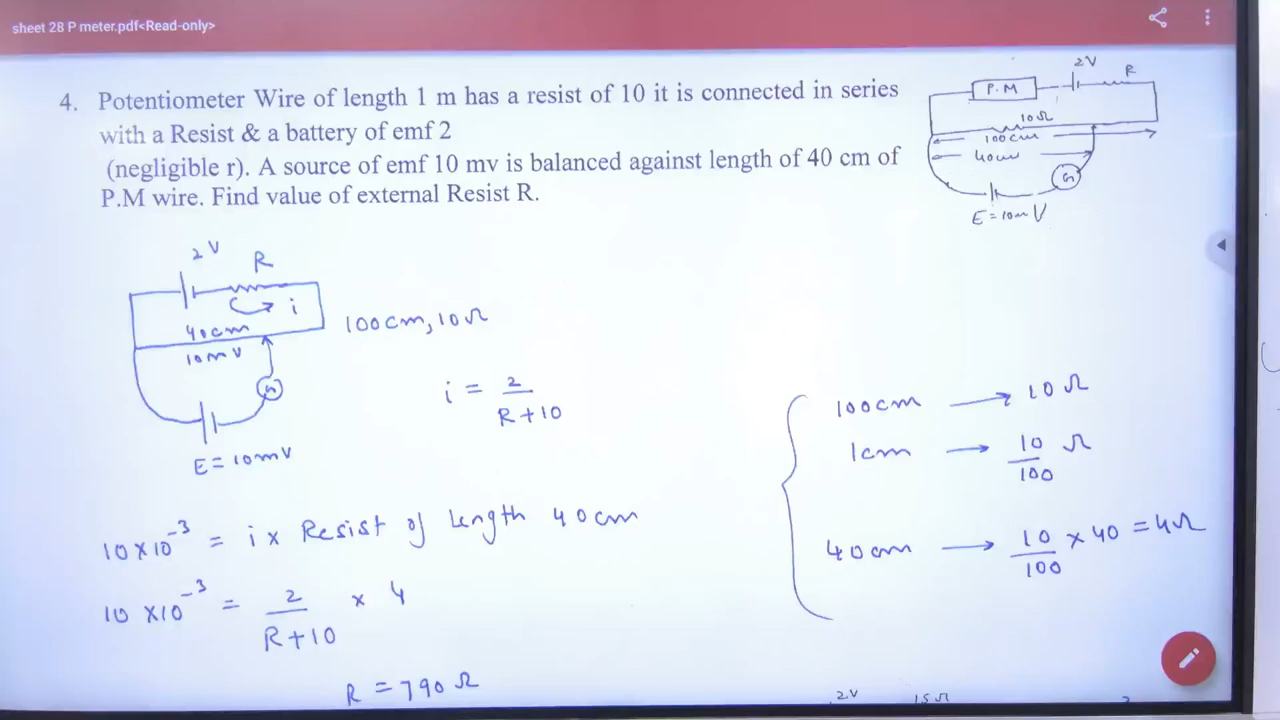 sheet 28 P meter.pdf<Read-only>
4. Potentiometer Wire of length 1 m has a resist of 10 it is connected in series
with a Resist & a battery of emf 2
(negligible r). A source of emf 10 mv is balanced against length of 40 cm of
P.M wire. Find value of external Resist R.
2V
R
P.M
10Ω
100cm
40cm
G
E = 10mV
2V
R
i
40cm
10mV
100cm, 10Ω
G
E = 10mV
i = 2/(R+10)
100cm → 10Ω
1cm → 10/100 Ω
40cm → 10/100 × 40 = 4Ω
10×10⁻³ = i × Resist of length 40cm
10×10⁻³ = 2/(R+10) × 4
R = 790Ω
2V
15Ω